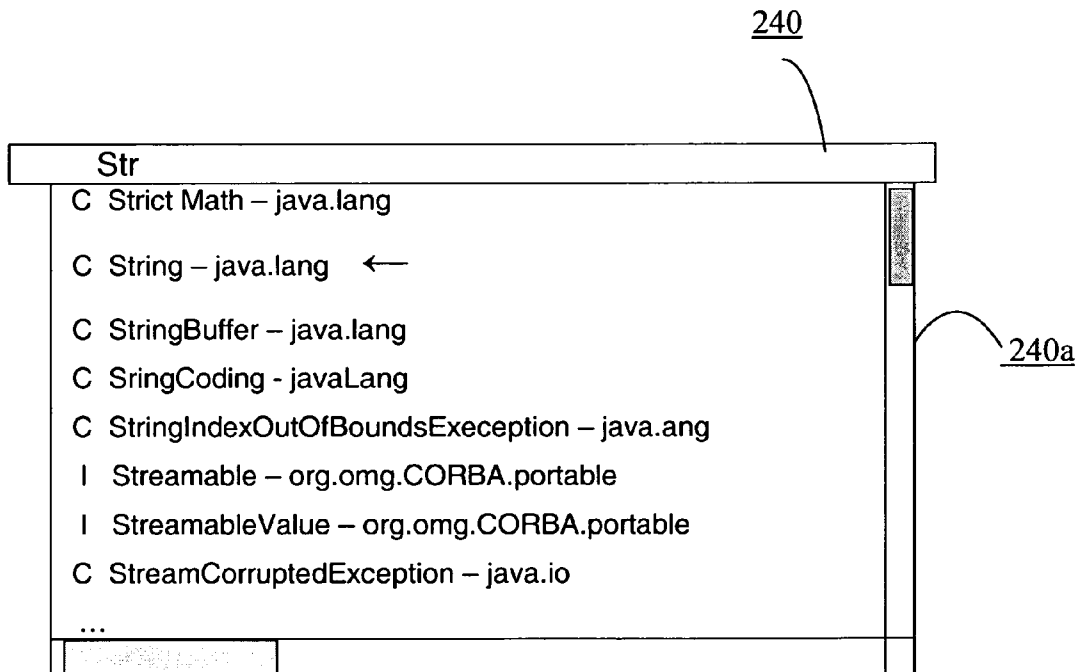 240
Str
C Strict Math – java.lang
C String – java.lang ←
C StringBuffer – java.lang
C SringCoding - javaLang
C StringIndexOutOfBoundsExeception – java.ang
I Streamable – org.omg.CORBA.portable
I StreamableValue – org.omg.CORBA.portable
C StreamCorruptedException – java.io
...
240a